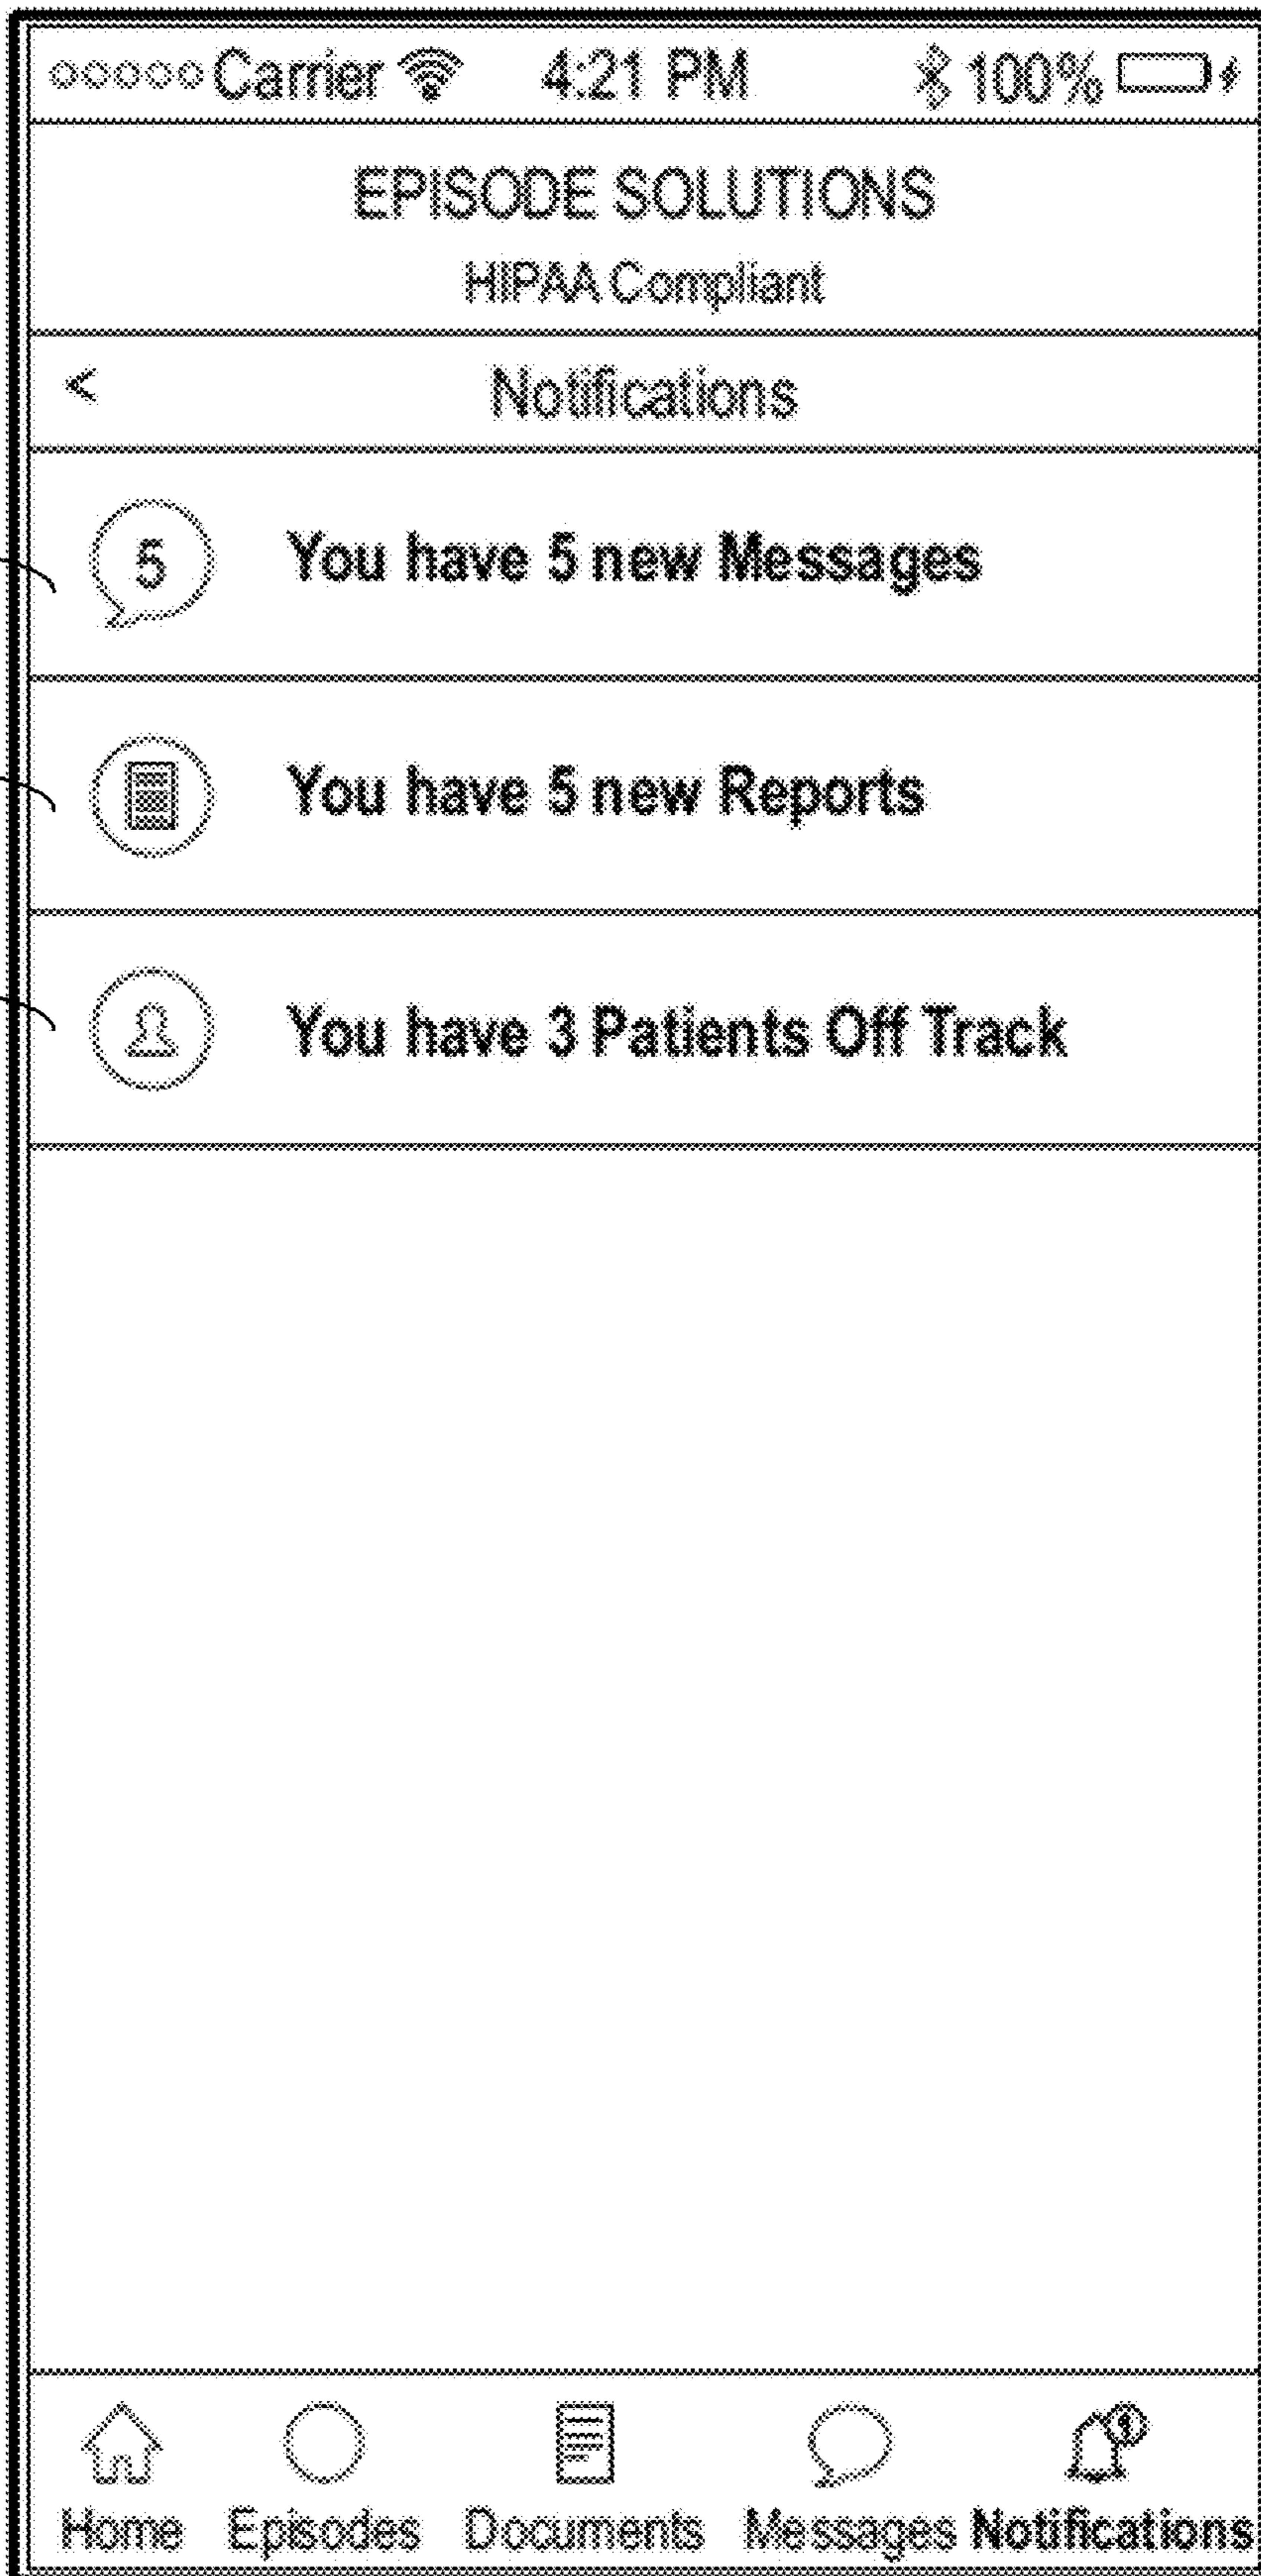 Carrier 4:21 PM 100%
EPISODE SOLUTIONS
HIPAA Compliant
< Notifications
5 You have 5 new Messages
You have 5 new Reports
You have 3 Patients Off Track
Home Episodes Documents Messages Notifications